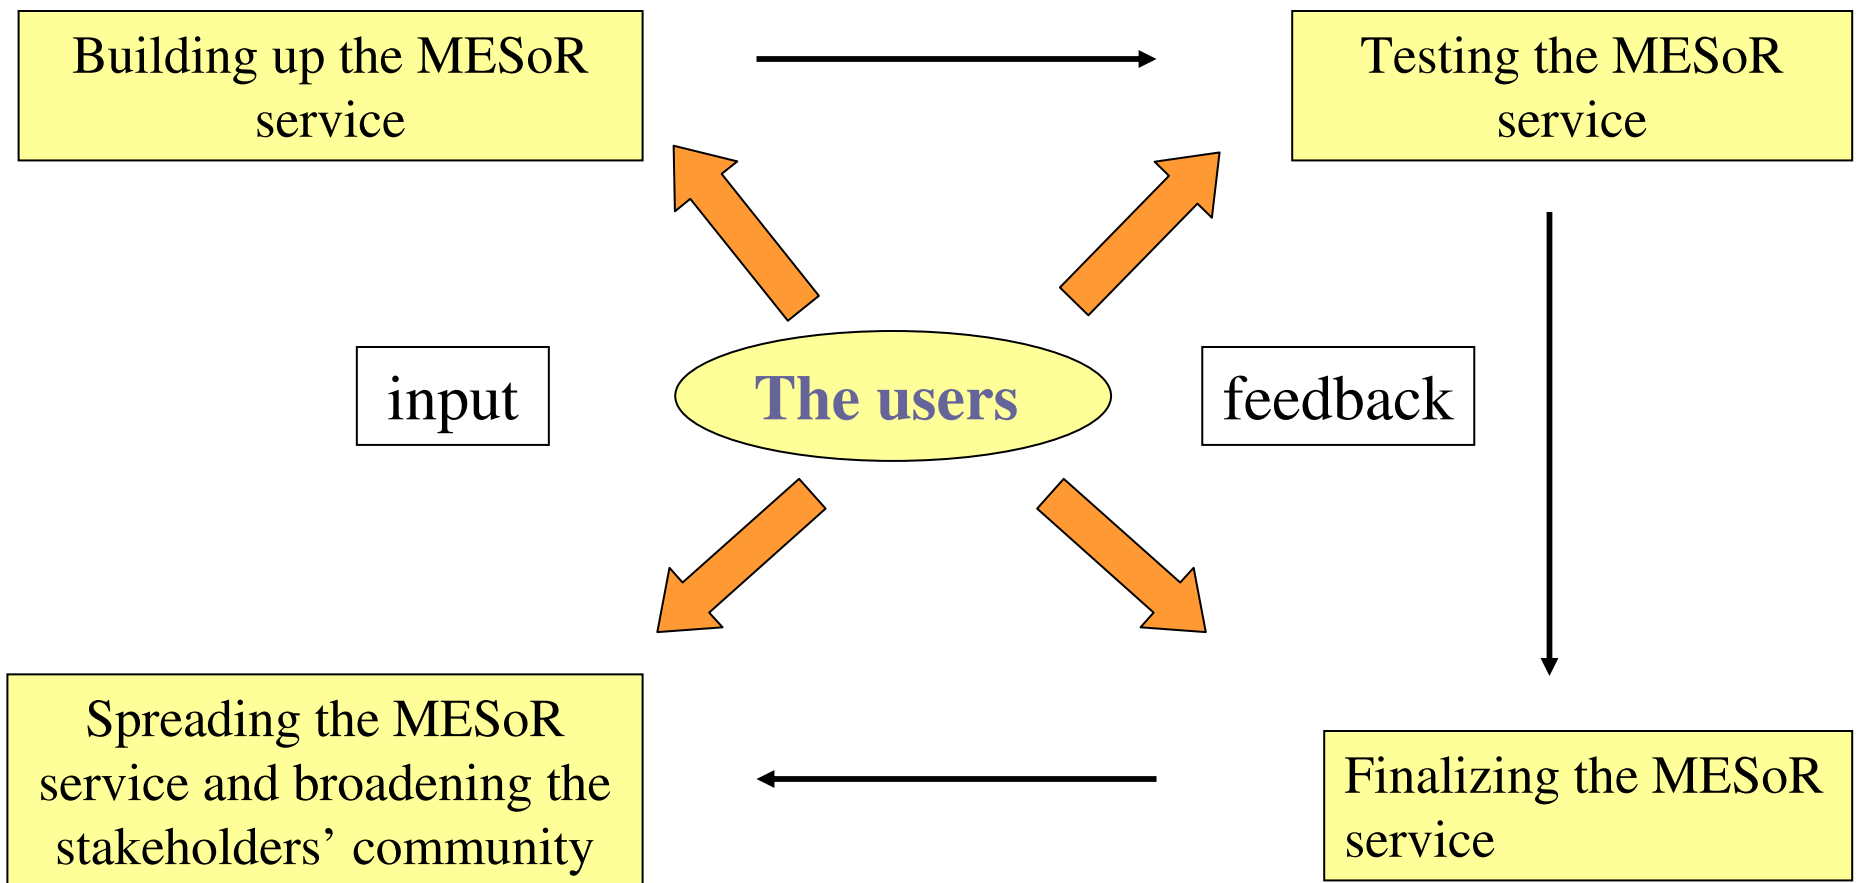 Building up the MESoR
service
Testing the MESoR
service
input
The users
feedback
Spreading the MESoR
service and broadening the
stakeholders’ community
Finalizing the MESoR
service